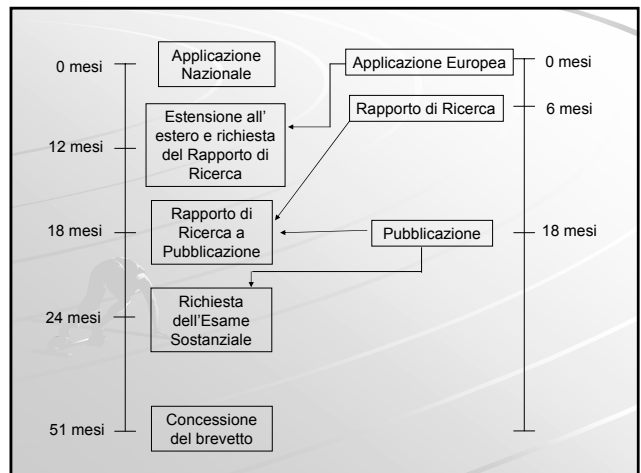 0 mesi
Applicazione
Nazionale
Applicazione Europea
0 mesi
Rapporto di Ricerca
6 mesi
Estensione all'
estero e richiesta
del Rapporto di
Ricerca
12 mesi
18 mesi
Rapporto di
Ricerca a
Pubblicazione
Pubblicazione
18 mesi
24 mesi
Richiesta
dell'Esame
Sostanziale
51 mesi
Concessione
del brevetto